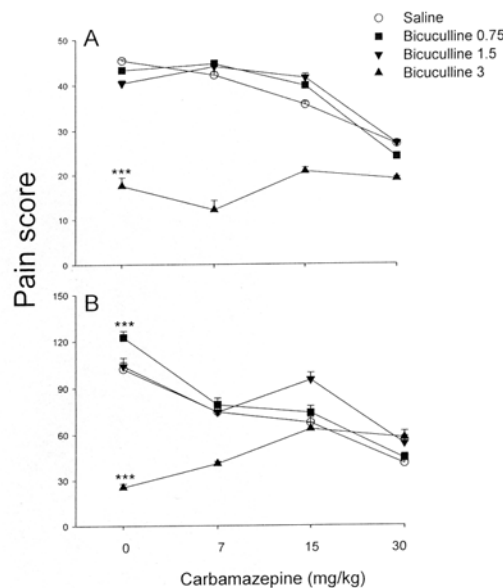 Saline
Bicuculline 0.75
Bicuculline 1.5
Bicuculline 3
A
50
40
30
20
10
0
***
Pain score
B
150
120
90
60
30
0
***
***
0 7 15 30
Carbamazepine (mg/kg)